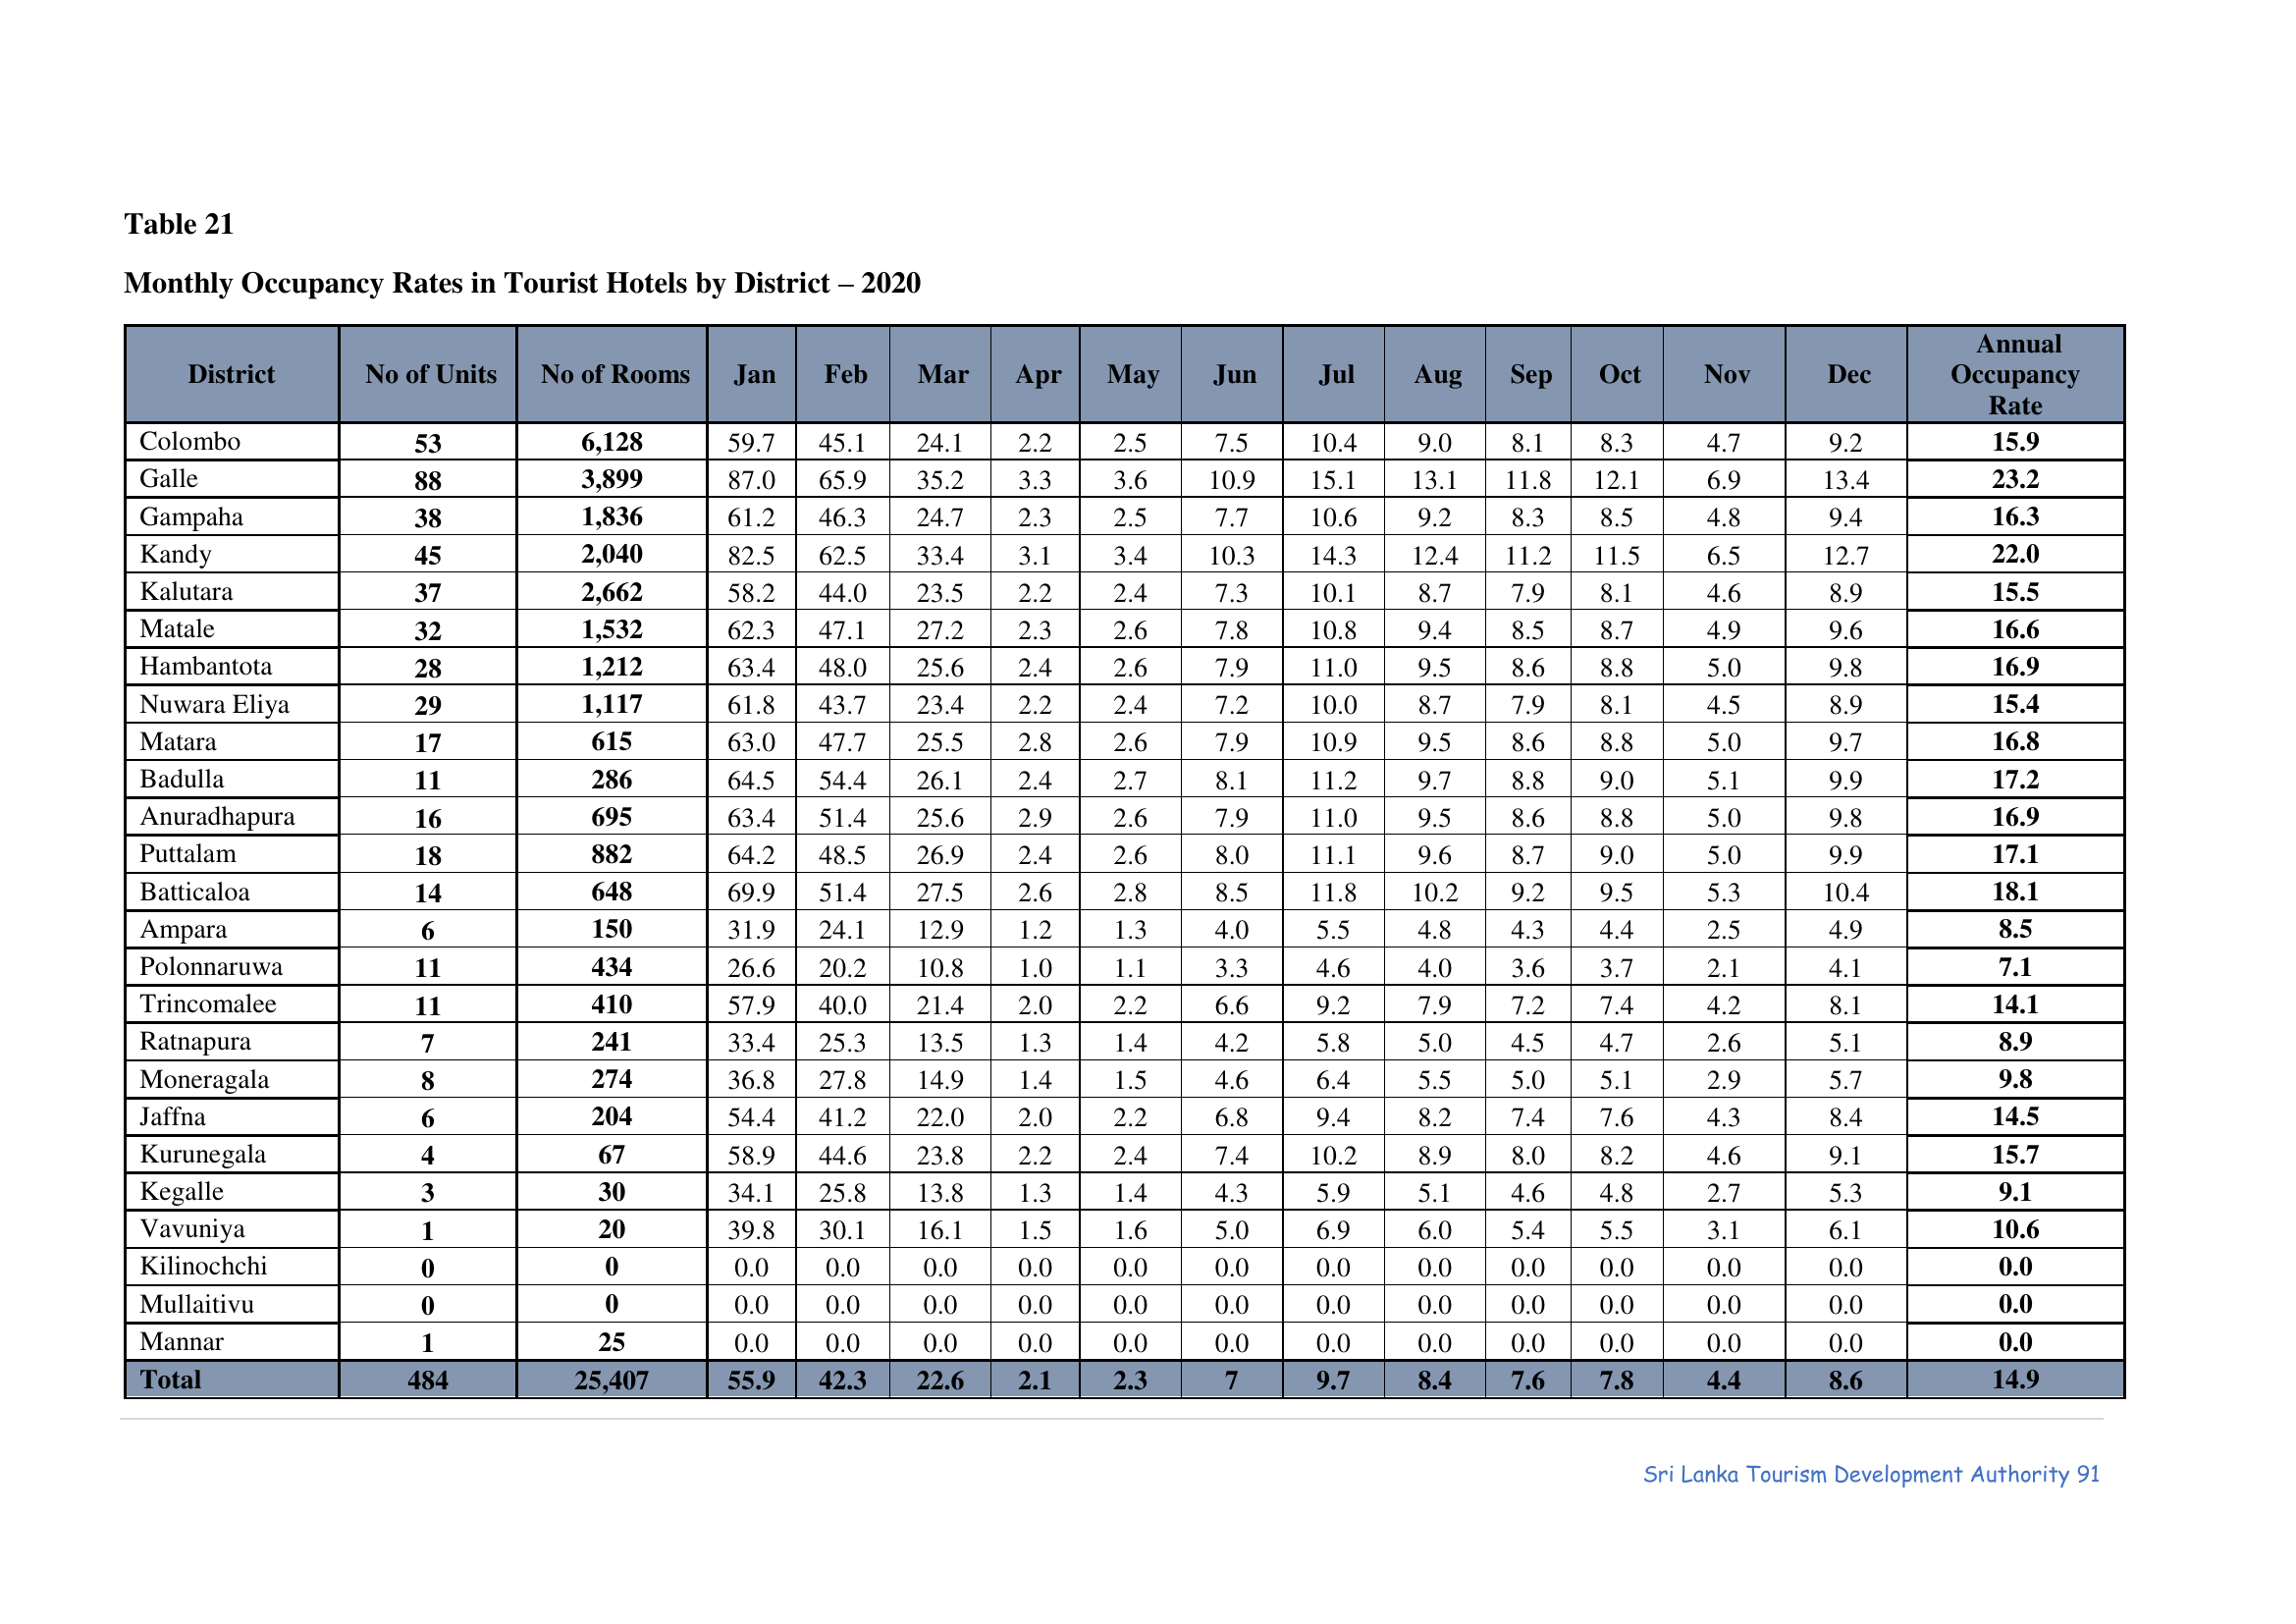 Table 21
Monthly Occupancy Rates in Tourist Hotels by District – 2020
District No of Units No of Rooms Jan Feb Mar Apr May Jun Jul Aug Sep Oct Nov Dec Annual Occupancy Rate
Colombo 53 6,128 59.7 45.1 24.1 2.2 2.5 7.5 10.4 9.0 8.1 8.3 4.7 9.2 15.9
Galle 88 3,899 87.0 65.9 35.2 3.3 3.6 10.9 15.1 13.1 11.8 12.1 6.9 13.4 23.2
Gampaha 38 1,836 61.2 46.3 24.7 2.3 2.5 7.7 10.6 9.2 8.3 8.5 4.8 9.4 16.3
Kandy 45 2,040 82.5 62.5 33.4 3.1 3.4 10.3 14.3 12.4 11.2 11.5 6.5 12.7 22.0
Kalutara 37 2,662 58.2 44.0 23.5 2.2 2.4 7.3 10.1 8.7 7.9 8.1 4.6 8.9 15.5
Matale 32 1,532 62.3 47.1 27.2 2.3 2.6 7.8 10.8 9.4 8.5 8.7 4.9 9.6 16.6
Hambantota 28 1,212 63.4 48.0 25.6 2.4 2.6 7.9 11.0 9.5 8.6 8.8 5.0 9.8 16.9
Nuwara Eliya 29 1,117 61.8 43.7 23.4 2.2 2.4 7.2 10.0 8.7 7.9 8.1 4.5 8.9 15.4
Matara 17 615 63.0 47.7 25.5 2.8 2.6 7.9 10.9 9.5 8.6 8.8 5.0 9.7 16.8
Badulla 11 286 64.5 54.4 26.1 2.4 2.7 8.1 11.2 9.7 8.8 9.0 5.1 9.9 17.2
Anuradhapura 16 695 63.4 51.4 25.6 2.9 2.6 7.9 11.0 9.5 8.6 8.8 5.0 9.8 16.9
Puttalam 18 882 64.2 48.5 26.9 2.4 2.6 8.0 11.1 9.6 8.7 9.0 5.0 9.9 17.1
Batticaloa 14 648 69.9 51.4 27.5 2.6 2.8 8.5 11.8 10.2 9.2 9.5 5.3 10.4 18.1
Ampara 6 150 31.9 24.1 12.9 1.2 1.3 4.0 5.5 4.8 4.3 4.4 2.5 4.9 8.5
Polonnaruwa 11 434 26.6 20.2 10.8 1.0 1.1 3.3 4.6 4.0 3.6 3.7 2.1 4.1 7.1
Trincomalee 11 410 57.9 40.0 21.4 2.0 2.2 6.6 9.2 7.9 7.2 7.4 4.2 8.1 14.1
Ratnapura 7 241 33.4 25.3 13.5 1.3 1.4 4.2 5.8 5.0 4.5 4.7 2.6 5.1 8.9
Moneragala 8 274 36.8 27.8 14.9 1.4 1.5 4.6 6.4 5.5 5.0 5.1 2.9 5.7 9.8
Jaffna 6 204 54.4 41.2 22.0 2.0 2.2 6.8 9.4 8.2 7.4 7.6 4.3 8.4 14.5
Kurunegala 4 67 58.9 44.6 23.8 2.2 2.4 7.4 10.2 8.9 8.0 8.2 4.6 9.1 15.7
Kegalle 3 30 34.1 25.8 13.8 1.3 1.4 4.3 5.9 5.1 4.6 4.8 2.7 5.3 9.1
Vavuniya 1 20 39.8 30.1 16.1 1.5 1.6 5.0 6.9 6.0 5.4 5.5 3.1 6.1 10.6
Kilinochchi 0 0 0.0 0.0 0.0 0.0 0.0 0.0 0.0 0.0 0.0 0.0 0.0 0.0 0.0
Mullaitivu 0 0 0.0 0.0 0.0 0.0 0.0 0.0 0.0 0.0 0.0 0.0 0.0 0.0 0.0
Mannar 1 25 0.0 0.0 0.0 0.0 0.0 0.0 0.0 0.0 0.0 0.0 0.0 0.0 0.0
Total 484 25,407 55.9 42.3 22.6 2.1 2.3 7 9.7 8.4 7.6 7.8 4.4 8.6 14.9
Sri Lanka Tourism Development Authority 91